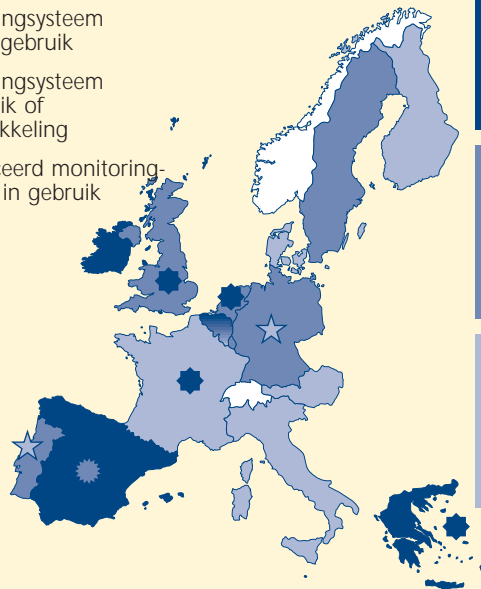 ngsysteem
gebruik
ngsysteem
ik of
kkeling
eerd monitoring-
in gebruik